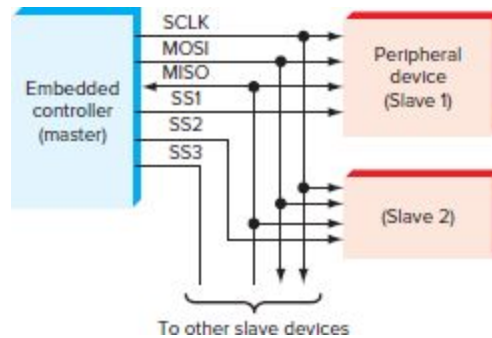 SCLK
MOSI
MISO
SS1
SS2
SS3
Embedded
controller
(master)
Peripheral
device
(Slave 1)
(Slave 2)
To other slave devices